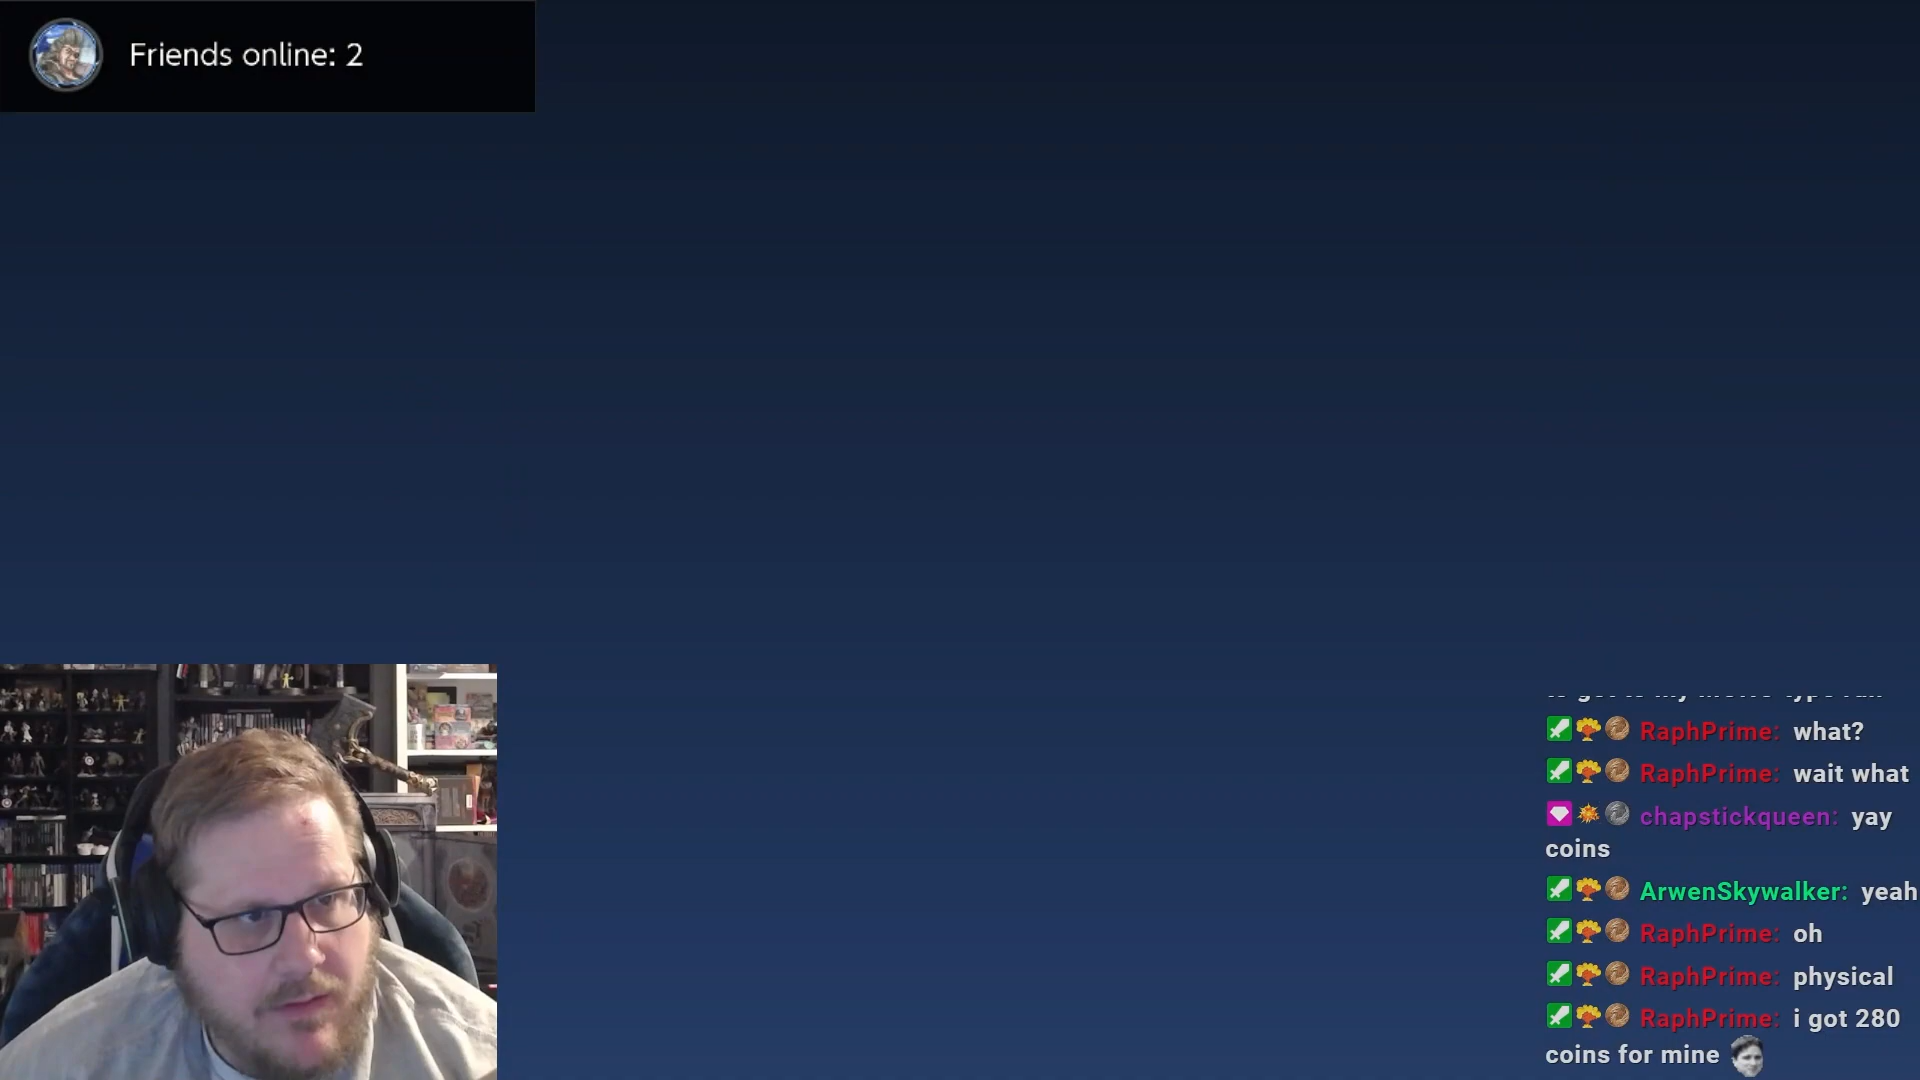 Friends online: 2
RaphPrime: what?
RaphPrime: wait what
chapstickqueen: yay
coins
ArwenSkywalker: yeah
RaphPrime: oh
RaphPrime: physical
RaphPrime: i got 280
coins for mine